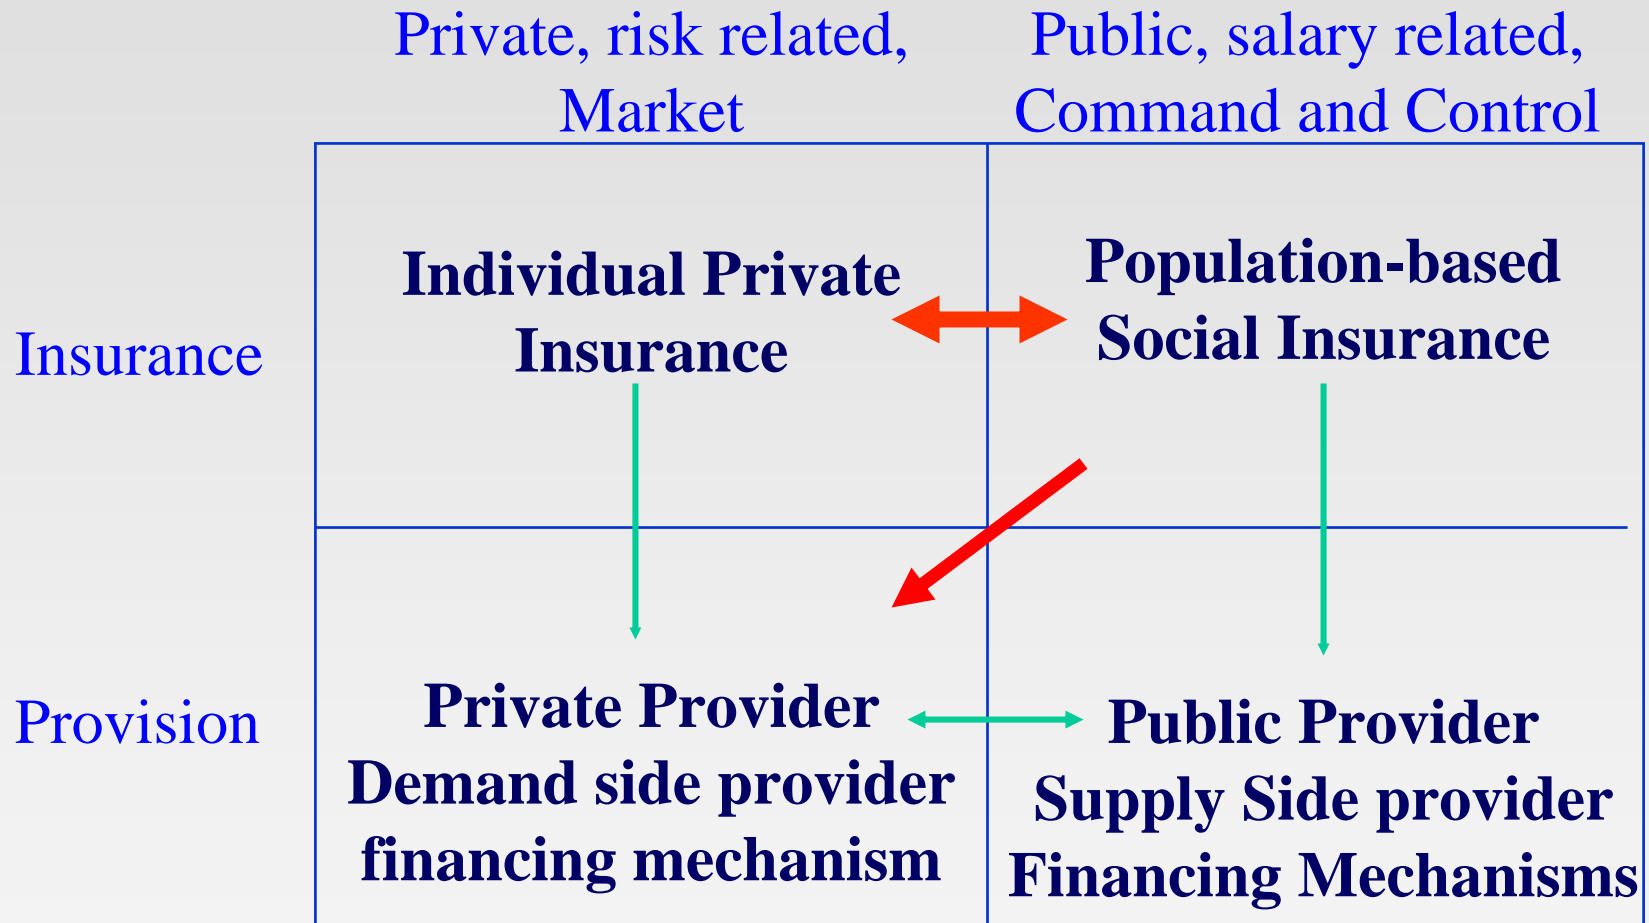 Private, risk related,
Market
Public, salary related,
Command and Control
Insurance
Individual Private
Insurance
Population-based
Social Insurance
Provision
Private Provider
Demand side provider
financing mechanism
Public Provider
Supply Side provider
Financing Mechanisms